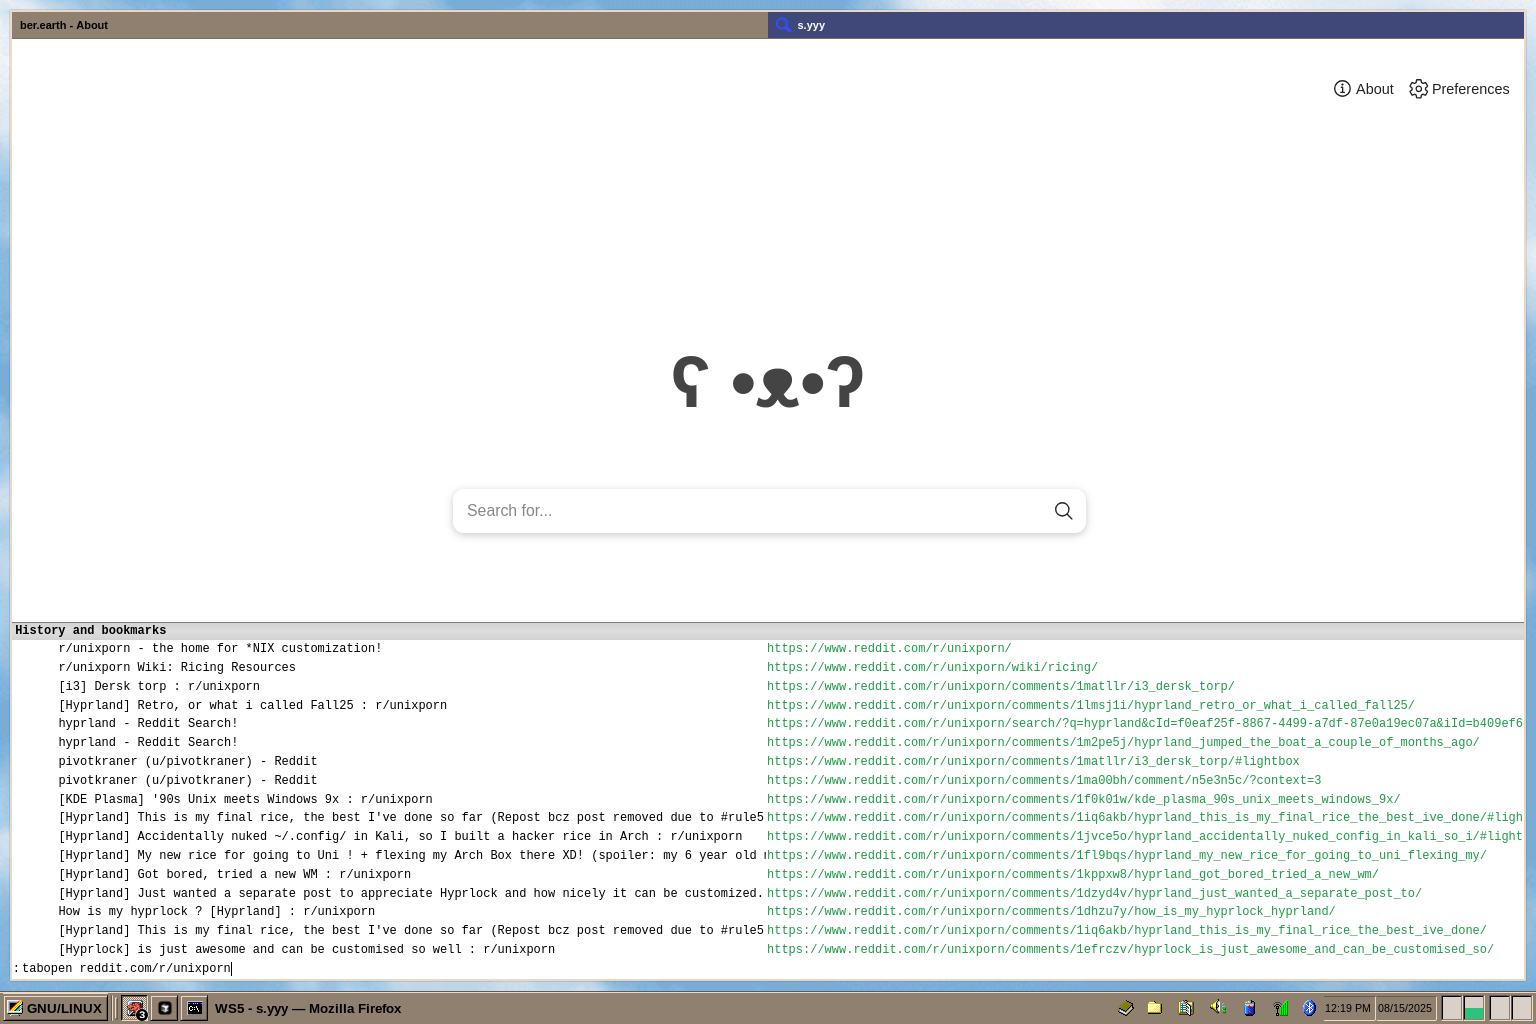 ber.earth - About
s.yyy
About
Preferences
ʕ •ᴥ•ʔ
Search for...
History and bookmarks
r/unixporn - the home for *NIX customization! https://www.reddit.com/r/unixporn/
r/unixporn Wiki: Ricing Resources https://www.reddit.com/r/unixporn/wiki/ricing/
[i3] Dersk torp : r/unixporn https://www.reddit.com/r/unixporn/comments/1matllr/i3_dersk_torp/
[Hyprland] Retro, or what i called Fall25 : r/unixporn https://www.reddit.com/r/unixporn/comments/1lmsj1i/hyprland_retro_or_what_i_called_fall25/
hyprland - Reddit Search! https://www.reddit.com/r/unixporn/search/?q=hyprland&cId=f0eaf25f-8867-4499-a7df-87e0a19ec07a&iId=b409ef6
hyprland - Reddit Search! https://www.reddit.com/r/unixporn/comments/1m2pe5j/hyprland_jumped_the_boat_a_couple_of_months_ago/
pivotkraner (u/pivotkraner) - Reddit https://www.reddit.com/r/unixporn/comments/1matllr/i3_dersk_torp/#lightbox
pivotkraner (u/pivotkraner) - Reddit https://www.reddit.com/r/unixporn/comments/1ma00bh/comment/n5e3n5c/?context=3
[KDE Plasma] '90s Unix meets Windows 9x : r/unixporn https://www.reddit.com/r/unixporn/comments/1f0k01w/kde_plasma_90s_unix_meets_windows_9x/
[Hyprland] This is my final rice, the best I've done so far (Repost bcz post removed due to #rule5 https://www.reddit.com/r/unixporn/comments/1iq6akb/hyprland_this_is_my_final_rice_the_best_ive_done/#ligh
[Hyprland] Accidentally nuked ~/.config/ in Kali, so I built a hacker rice in Arch : r/unixporn https://www.reddit.com/r/unixporn/comments/1jvce5o/hyprland_accidentally_nuked_config_in_kali_so_i/#light
[Hyprland] My new rice for going to Uni ! + flexing my Arch Box there XD! (spoiler: my 6 year old https://www.reddit.com/r/unixporn/comments/1fl9bqs/hyprland_my_new_rice_for_going_to_uni_flexing_my/
[Hyprland] Got bored, tried a new WM : r/unixporn https://www.reddit.com/r/unixporn/comments/1kppxw8/hyprland_got_bored_tried_a_new_wm/
[Hyprland] Just wanted a separate post to appreciate Hyprlock and how nicely it can be customized. https://www.reddit.com/r/unixporn/comments/1dzyd4v/hyprland_just_wanted_a_separate_post_to/
How is my hyprlock ? [Hyprland] : r/unixporn https://www.reddit.com/r/unixporn/comments/1dhzu7y/how_is_my_hyprlock_hyprland/
[Hyprland] This is my final rice, the best I've done so far (Repost bcz post removed due to #rule5 https://www.reddit.com/r/unixporn/comments/1iq6akb/hyprland_this_is_my_final_rice_the_best_ive_done/
[Hyprlock] is just awesome and can be customised so well : r/unixporn https://www.reddit.com/r/unixporn/comments/1efrczv/hyprlock_is_just_awesome_and_can_be_customised_so/
:tabopen reddit.com/r/unixporn
GNU/LINUX
3
C:\
WS5 - s.yyy — Mozilla Firefox
12:19 PM
08/15/2025